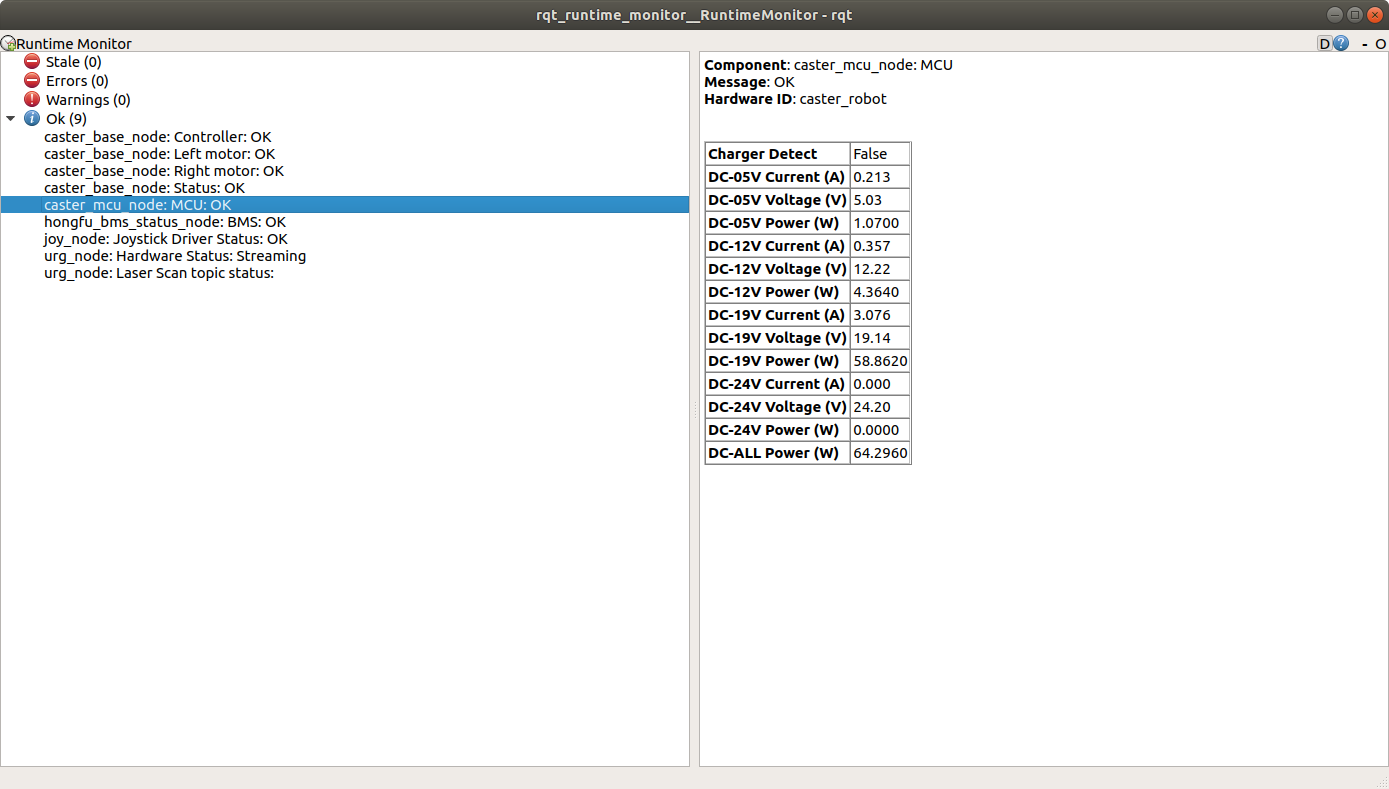 rqt_runtime_monitor__RuntimeMonitor - rqt
Runtime Monitor
D ? - O
Stale (0)
Errors (0)
Warnings (0)
Ok (9)
caster_base_node: Controller: OK
caster_base_node: Left motor: OK
caster_base_node: Right motor: OK
caster_base_node: Status: OK
caster_mcu_node: MCU: OK
hongfu_bms_status_node: BMS: OK
joy_node: Joystick Driver Status: OK
urg_node: Hardware Status: Streaming
urg_node: Laser Scan topic status:
Component: caster_mcu_node: MCU
Message: OK
Hardware ID: caster_robot
Charger Detect False
DC-05V Current (A) 0.213
DC-05V Voltage (V) 5.03
DC-05V Power (W) 1.0700
DC-12V Current (A) 0.357
DC-12V Voltage (V) 12.22
DC-12V Power (W) 4.3640
DC-19V Current (A) 3.076
DC-19V Voltage (V) 19.14
DC-19V Power (W) 58.8620
DC-24V Current (A) 0.000
DC-24V Voltage (V) 24.20
DC-24V Power (W) 0.0000
DC-ALL Power (W) 64.2960